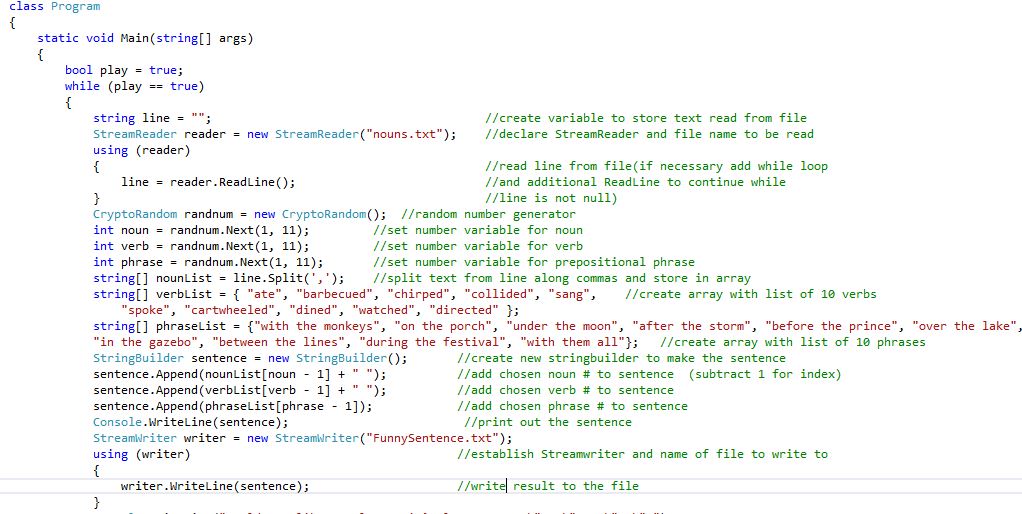 class Program
{
static void Main(string[] args)
{
bool play = true;
while (play == true)
{
string line = ""; //create variable to store text read from file
StreamReader reader = new StreamReader("nouns.txt"); //declare StreamReader and file name to be read
using (reader)
{ //read line from file(if necessary add while loop
line = reader.ReadLine(); //and additional ReadLine to continue while
} //line is not null)
CryptoRandom randnum = new CryptoRandom(); //random number generator
int noun = randnum.Next(1, 11); //set number variable for noun
int verb = randnum.Next(1, 11); //set number variable for verb
int phrase = randnum.Next(1, 11); //set number variable for prepositional phrase
string[] nounList = line.Split(','); //split text from line along commas and store in array
string[] verbList = { "ate", "barbecued", "chirped", "collided", "sang", //create array with list of 10 verbs
"spoke", "cartwheeled", "dined", "watched", "directed" };
string[] phraseList = {"with the monkeys", "on the porch", "under the moon", "after the storm", "before the prince", "over the lake",
"in the gazebo", "between the lines", "during the festival", "with them all"}; //create array with list of 10 phrases
StringBuilder sentence = new StringBuilder(); //create new stringbuilder to make the sentence
sentence.Append(nounList[noun - 1] + " "); //add chosen noun # to sentence (subtract 1 for index)
sentence.Append(verbList[verb - 1] + " "); //add chosen verb # to sentence
sentence.Append(phraseList[phrase - 1]); //add chosen phrase # to sentence
Console.WriteLine(sentence); //print out the sentence
StreamWriter writer = new StreamWriter("FunnySentence.txt");
using (writer) //establish Streamwriter and name of file to write to
{
writer.WriteLine(sentence); //write result to the file
}